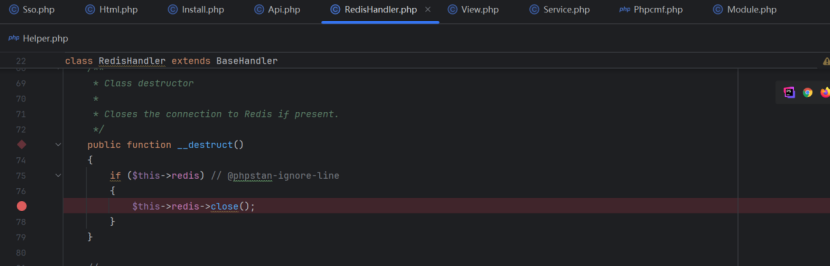 Sso.php Html.php Install.php Api.php RedisHandler.php View.php Service.php php Phpcmf.php Module.php
php Helper.php
22 class RedisHandler extends BaseHandler
69 * Class destructor
70 *
71 * Closes the connection to Redis if present.
72 */
public function __destruct()
74 {
75 if ($this->redis) // @phpstan-ignore-line
76 {
$this->redis->close();
78 }
79 }
80